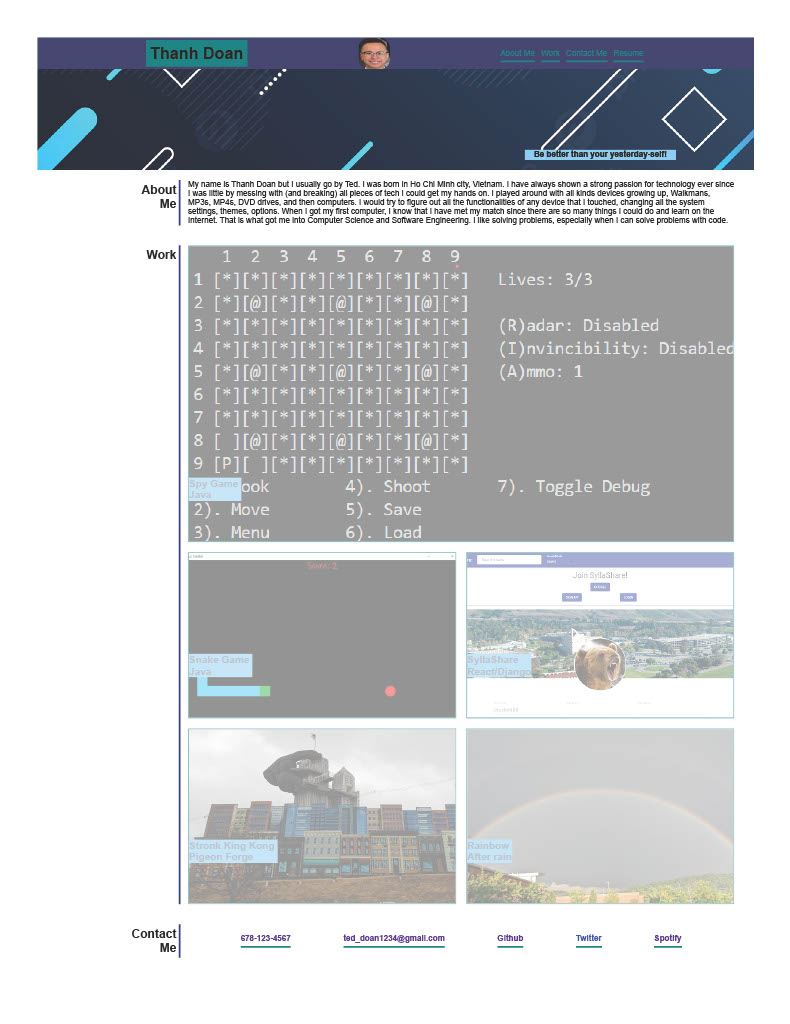 Thanh Doan
About Me Work Contact Me Resume
Be better than your yesterday-self!
About
Me
My name is Thanh Doan but I usually go by Ted. I was born in Ho Chi Minh city, Vietnam. I have always shown a strong passion for technology ever since
I was little by messing with (and breaking) all pieces of tech I could get my hands on. I played around with all kinds devices growing up, Walkmans,
MP3s, MP4s, DVD drives, and then computers. I would try to figure out all the functionalities of any device that I touched, changing all the system
settings, themes, options. When I got my first computer, I know that I have met my match since there are so many things I could do and learn on the
Internet. That is what got me into Computer Science and Software Engineering. I like solving problems, especially when I can solve problems with code.
Work
1 2 3 4 5 6 7 8 9
1 [*][*][*][*][*][*][*][*][*] Lives: 3/3
2 [*][@][*][*][@][*][*][@][*]
3 [*][*][*][*][*][*][*][*][*] (R)adar: Disabled
4 [*][*][*][*][*][*][*][*][*] (I)nvincibility: Disabled
5 [*][@][*][*][@][*][*][@][*] (A)mmo: 1
6 [*][*][*][*][*][*][*][*][*]
7 [*][*][*][*][*][*][*][*][*]
8 [ ][@][*][*][@][*][*][@][*]
9 [P][ ][*][*][*][*][*][*][*]
ook 4). Shoot 7). Toggle Debug
Spy Game
Java
2). Move 5). Save
3). Menu 6). Load
Score: 2
Snake Game
Java
Join SyllaShare!
SyllaShare
React/Django
Stronk King Kong
Pigeon Forge
Rainbow
After rain
Contact
Me
678-123-4567 ted_doan1234@gmail.com Github Twitter Spotify